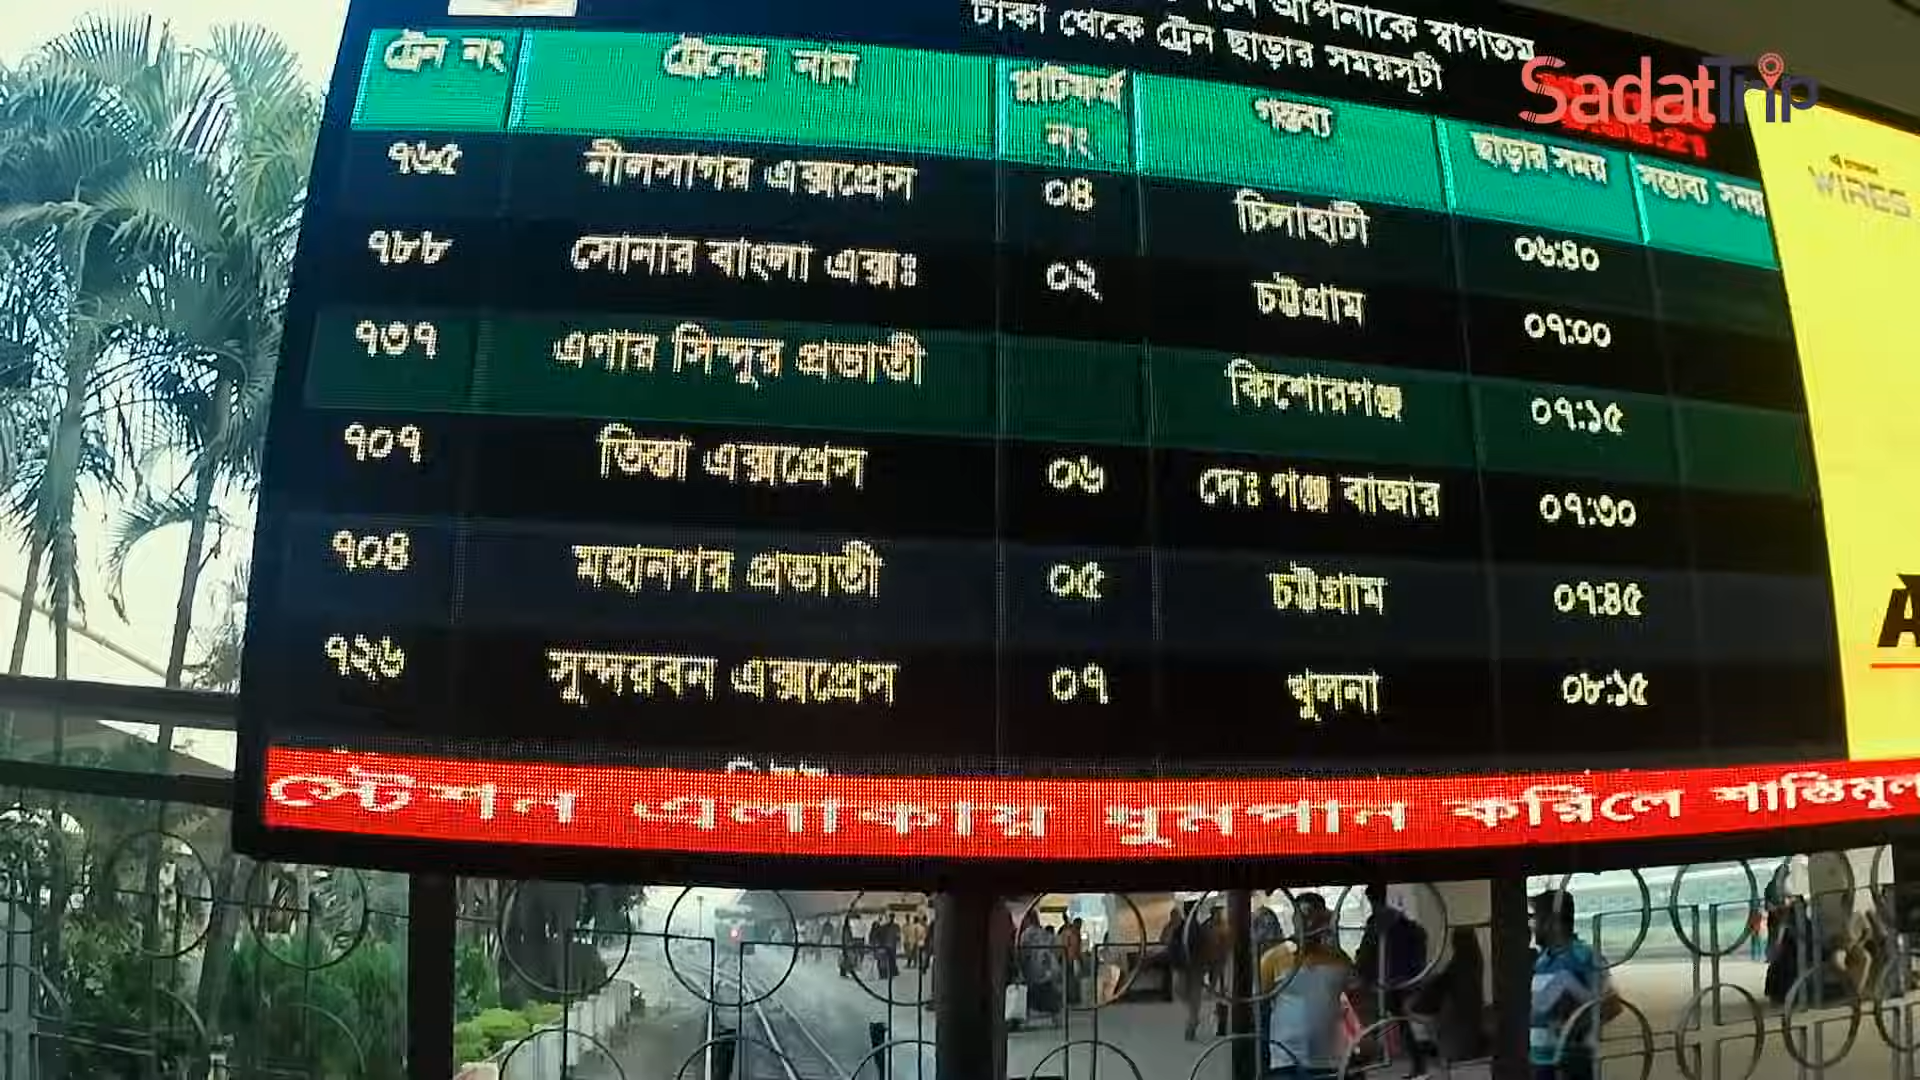 আপনাকে স্বাগতম
ঢাকা থেকে ট্রেন ছাড়ার সময়সূচী
SadatTrip
ট্রেন নং ট্রেনের নাম প্লাটফর্ম নং গন্তব্য ছাড়ার সময় সম্ভাব্য সময়
৭৬৫ নীলসাগর এক্সপ্রেস ০৪ চিলাহাটী ০৬:৪০
৭৮৮ সোনার বাংলা এক্সঃ ০২ চট্টগ্রাম ০৭:০০
৭৩৭ এগার সিন্দূর প্রভাতী কিশোরগঞ্জ ০৭:১৫
৭০৭ তিস্তা এক্সপ্রেস ০৬ দেঃ গঞ্জ বাজার ০৭:৩০
৭০৪ মহানগর প্রভাতী ০৫ চট্টগ্রাম ০৭:৪৫
৭২৬ সুন্দরবন এক্সপ্রেস ০৭ খুলনা ০৮:১৫
স্টেশন এলাকায় ধুমপান করিলে শাস্তিমূল
WIRES